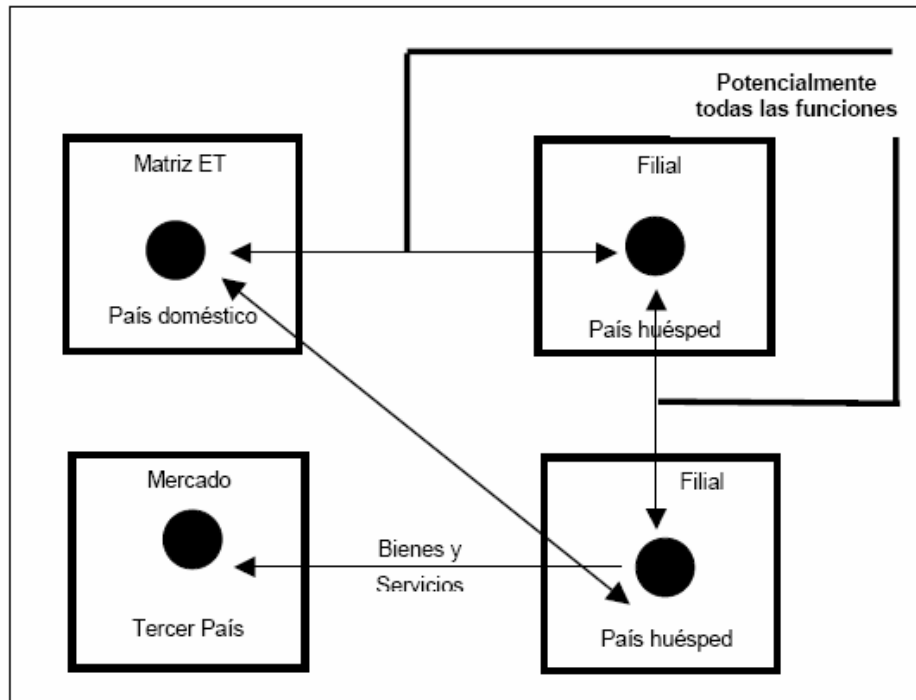 Potencialmente
todas las funciones
Matriz ET
País doméstico
Filial
País huésped
Mercado
Tercer País
Bienes y
Servicios
Filial
País huésped